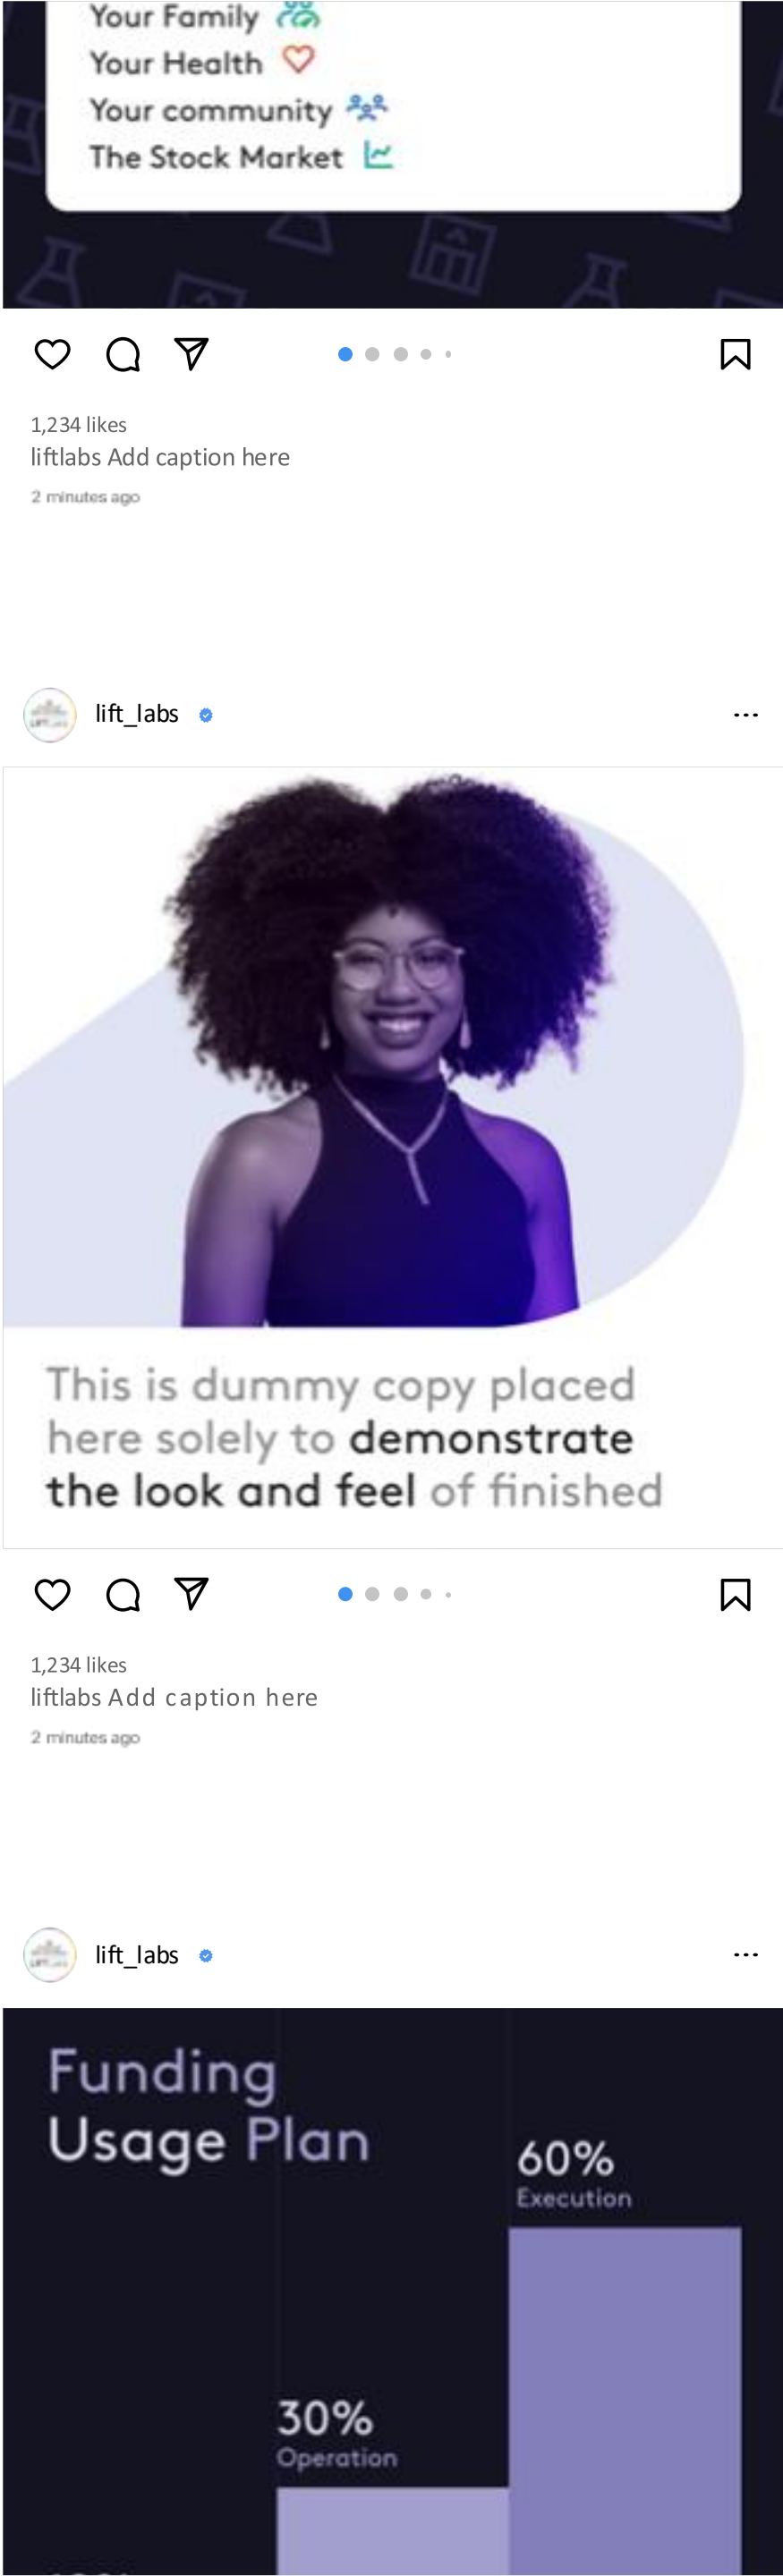 Your Family
Your Health
Your community
The Stock Market
1,234 likes
liftlabs Add caption here
2 minutes ago
lift_labs
This is dummy copy placed
here solely to demonstrate
the look and feel of finished
1,234 likes
liftlabs Add caption here
2 minutes ago
lift_labs
Funding
Usage Plan
60%
Execution
30%
Operation